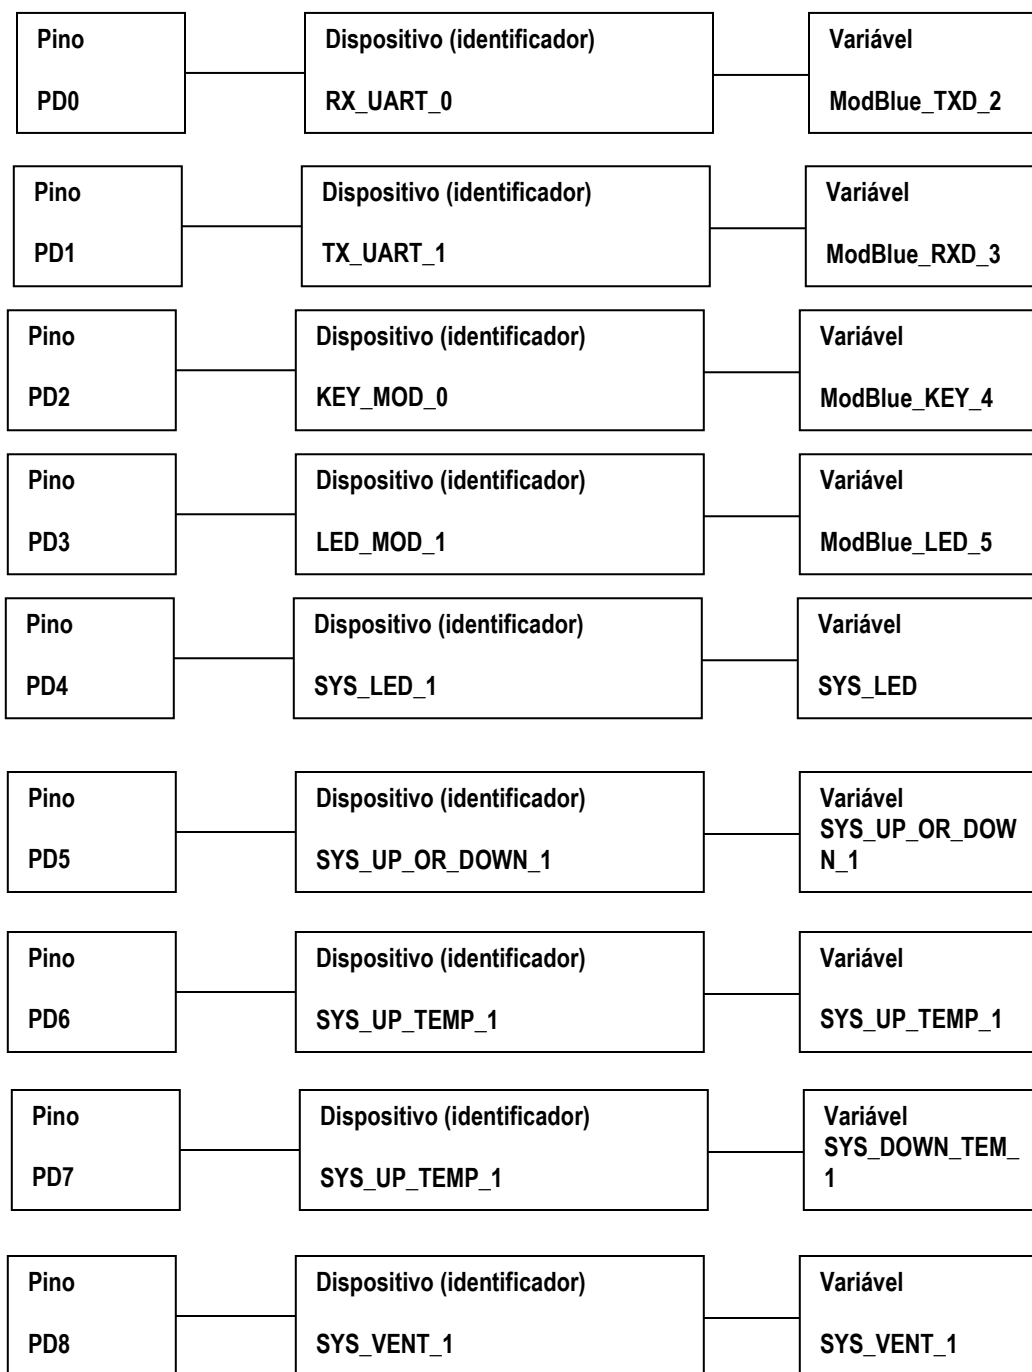 Pino
PD0
Dispositivo (identificador)
RX_UART_0
Variável
ModBlue_TXD_2
Pino
PD1
Dispositivo (identificador)
TX_UART_1
Variável
ModBlue_RXD_3
Pino
PD2
Dispositivo (identificador)
KEY_MOD_0
Variável
ModBlue_KEY_4
Pino
PD3
Dispositivo (identificador)
LED_MOD_1
Variável
ModBlue_LED_5
Pino
PD4
Dispositivo (identificador)
SYS_LED_1
Variável
SYS_LED
Pino
PD5
Dispositivo (identificador)
SYS_UP_OR_DOWN_1
Variável
SYS_UP_OR_DOW
N_1
Pino
PD6
Dispositivo (identificador)
SYS_UP_TEMP_1
Variável
SYS_UP_TEMP_1
Pino
PD7
Dispositivo (identificador)
SYS_UP_TEMP_1
Variável
SYS_DOWN_TEM_
1
Pino
PD8
Dispositivo (identificador)
SYS_VENT_1
Variável
SYS_VENT_1